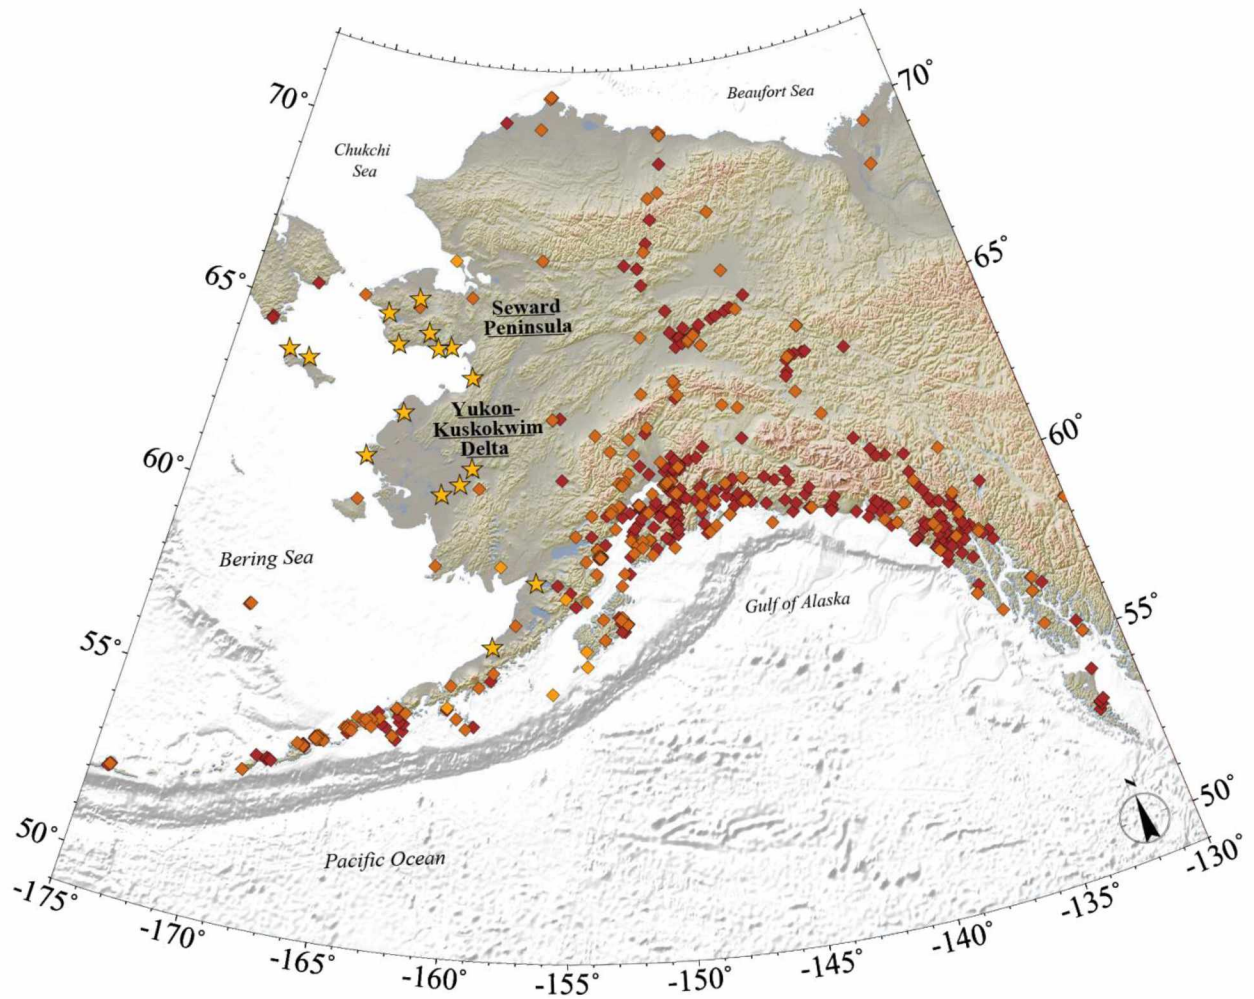 70°
Beaufort Sea
70°
Chukchi
Sea
65°
65°
Seward
Peninsula
Yukon-
Kuskokwim
Delta
60°
60°
Bering Sea
Gulf of Alaska
55°
55°
N
50°
50°
Pacific Ocean
-175°
-170°
-165°
-160°
-155°
-150°
-145°
-140°
-135°
-130°